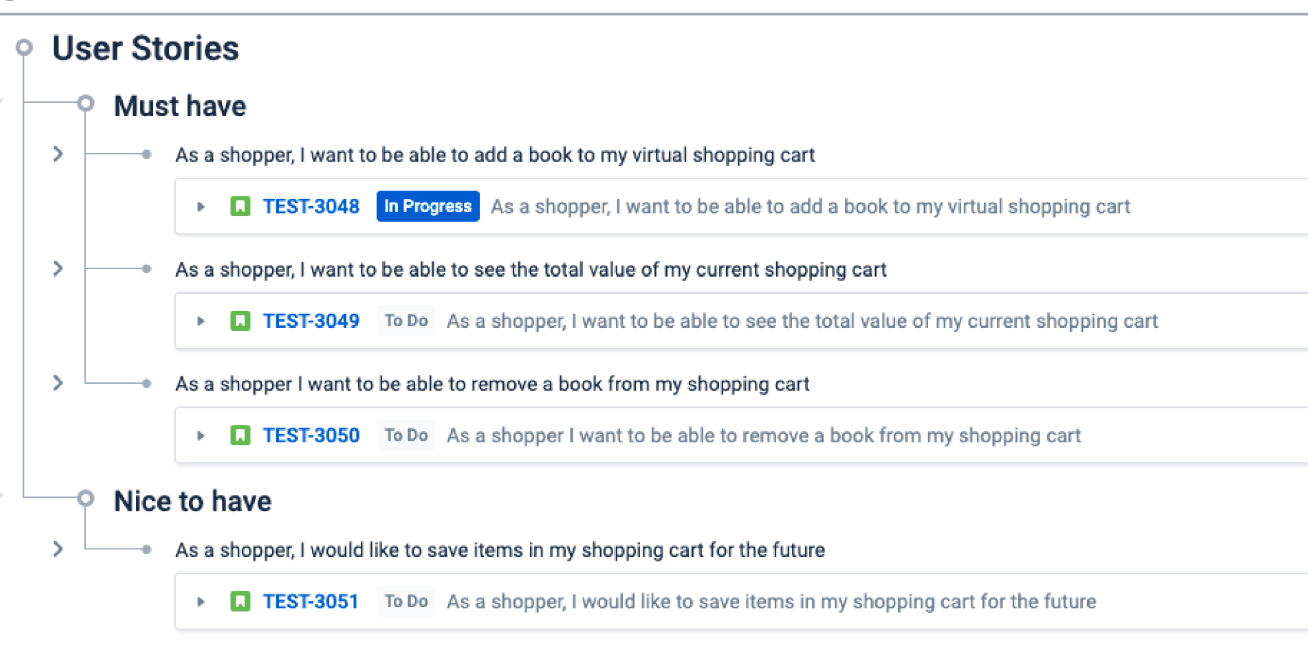 User Stories
Must have
As a shopper, I want to be able to add a book to my virtual shopping cart
TEST-3048 In Progress As a shopper, I want to be able to add a book to my virtual shopping cart
As a shopper, I want to be able to see the total value of my current shopping cart
TEST-3049 To Do As a shopper, I want to be able to see the total value of my current shopping cart
As a shopper I want to be able to remove a book from my shopping cart
TEST-3050 To Do As a shopper I want to be able to remove a book from my shopping cart
Nice to have
As a shopper, I would like to save items in my shopping cart for the future
TEST-3051 To Do As a shopper, I would like to save items in my shopping cart for the future